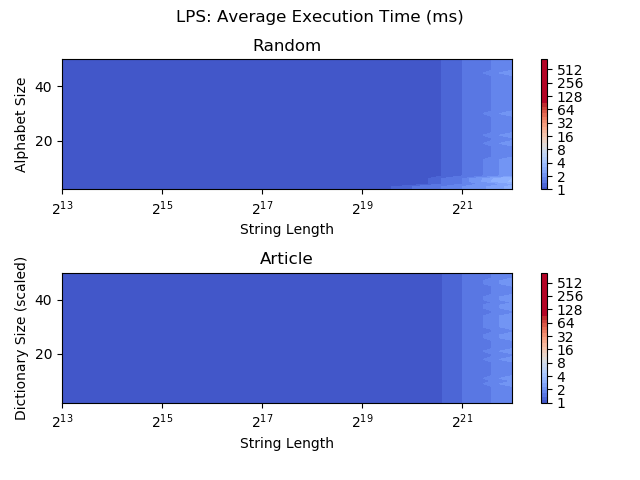 LPS: Average Execution Time (ms)
Random
Alphabet Size
40
20
2^13 2^15 2^17 2^19 2^21
String Length
512
256
128
64
32
16
8
4
2
1
Article
Dictionary Size (scaled)
40
20
2^13 2^15 2^17 2^19 2^21
String Length
512
256
128
64
32
16
8
4
2
1